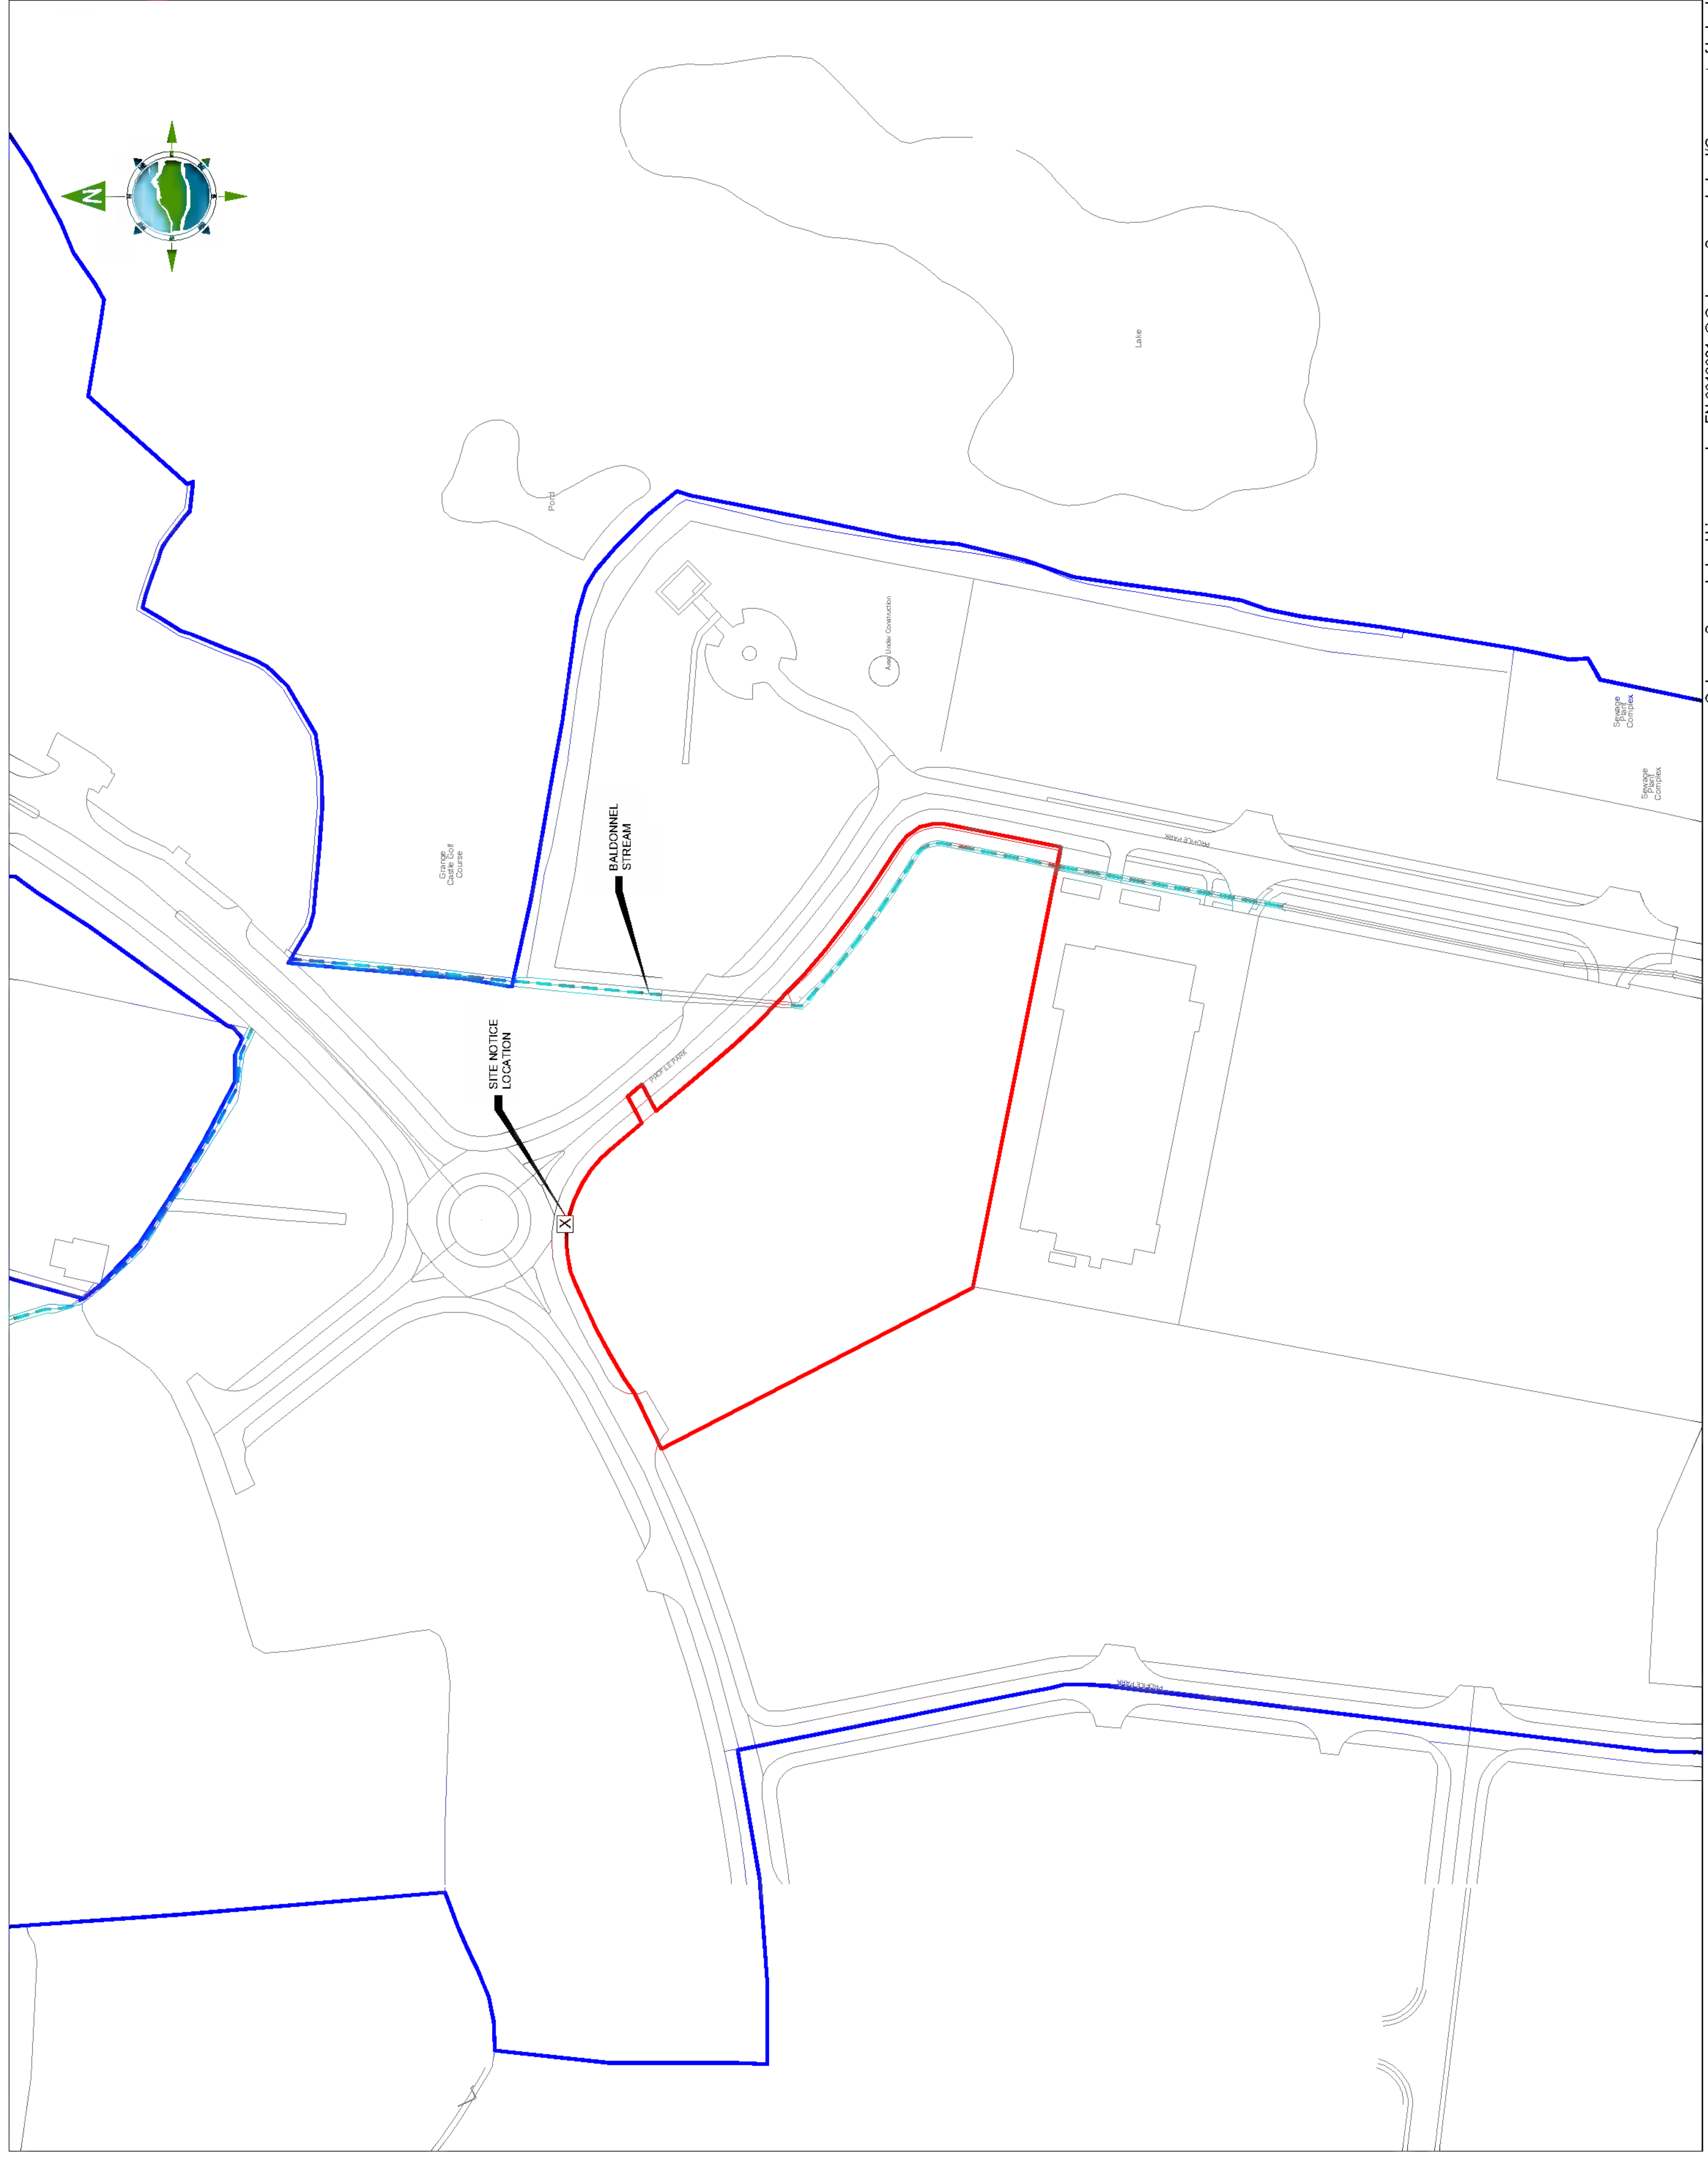 N
Grange
Castle Golf
Course
Pond
Lake
SITE NOTICE
LOCATION
X
BALDONNEL
STREAM
PROFILE PARK
Area Under Construction
PROFILE PARK
PROFILE PARK
Sewage
Plant
Complex
Sewage
Plant
Complex